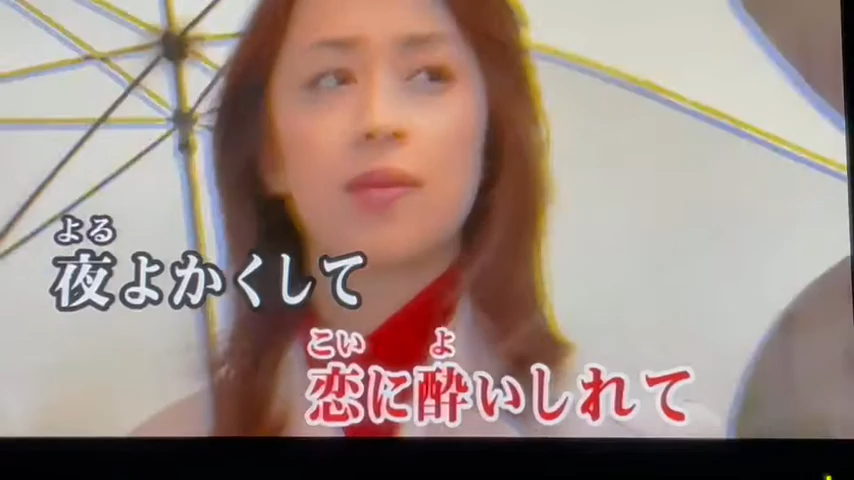 よる
夜よかくして
こい よ
恋に酔いしれて